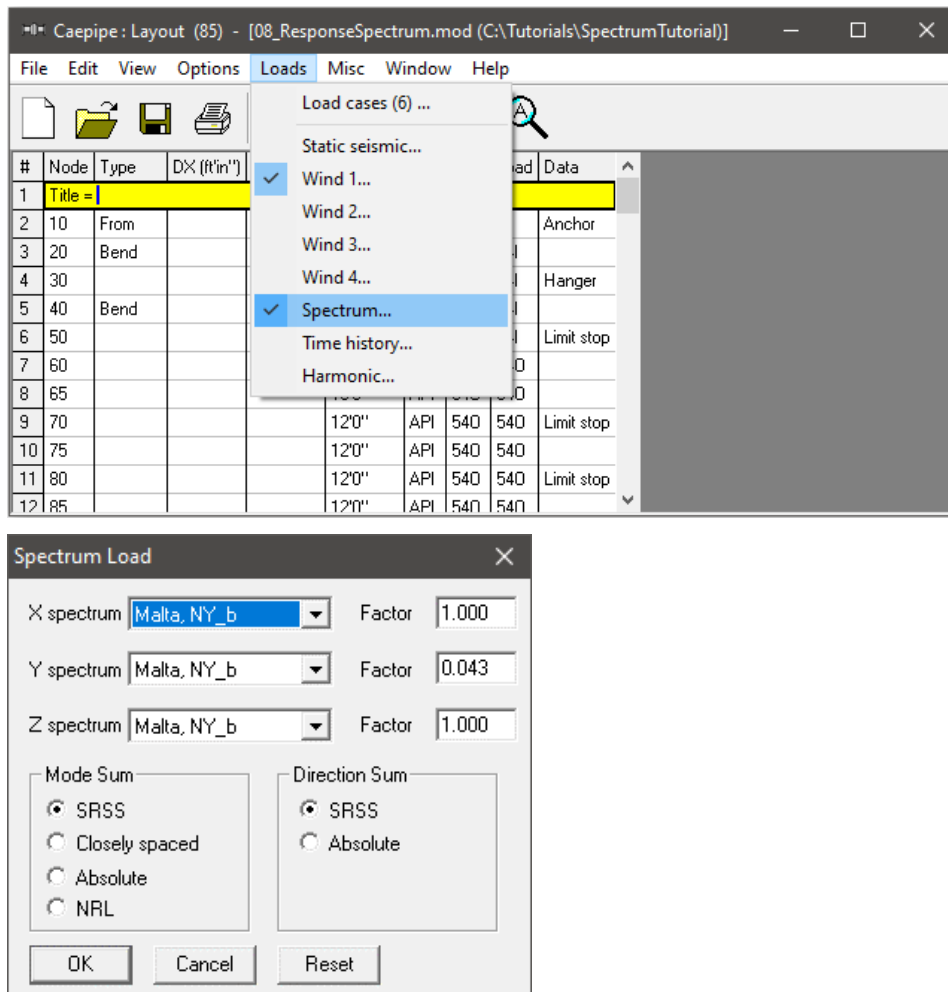 Caepipe : Layout (85) - [08_ResponseSpectrum.mod (C:\Tutorials\SpectrumTutorial)]
File Edit View Options Loads Misc Window Help
Load cases (6) ...
Static seismic...
Wind 1...
Wind 2...
Wind 3...
Wind 4...
Spectrum...
Time history...
Harmonic...
# Node Type DX (ft'in") ad Data
1 Title =
2 10 From Anchor
3 20 Bend
4 30 Hanger
5 40 Bend
6 50 Limit stop
7 60
8 65
9 70 12'0" API 540 540 Limit stop
10 75 12'0" API 540 540
11 80 12'0" API 540 540 Limit stop
12 85 12'0" API 540 540
Spectrum Load
X spectrum Malta, NY_b Factor 1.000
Y spectrum Malta, NY_b Factor 0.043
Z spectrum Malta, NY_b Factor 1.000
Mode Sum Direction Sum
SRSS SRSS
Closely spaced Absolute
Absolute
NRL
OK Cancel Reset